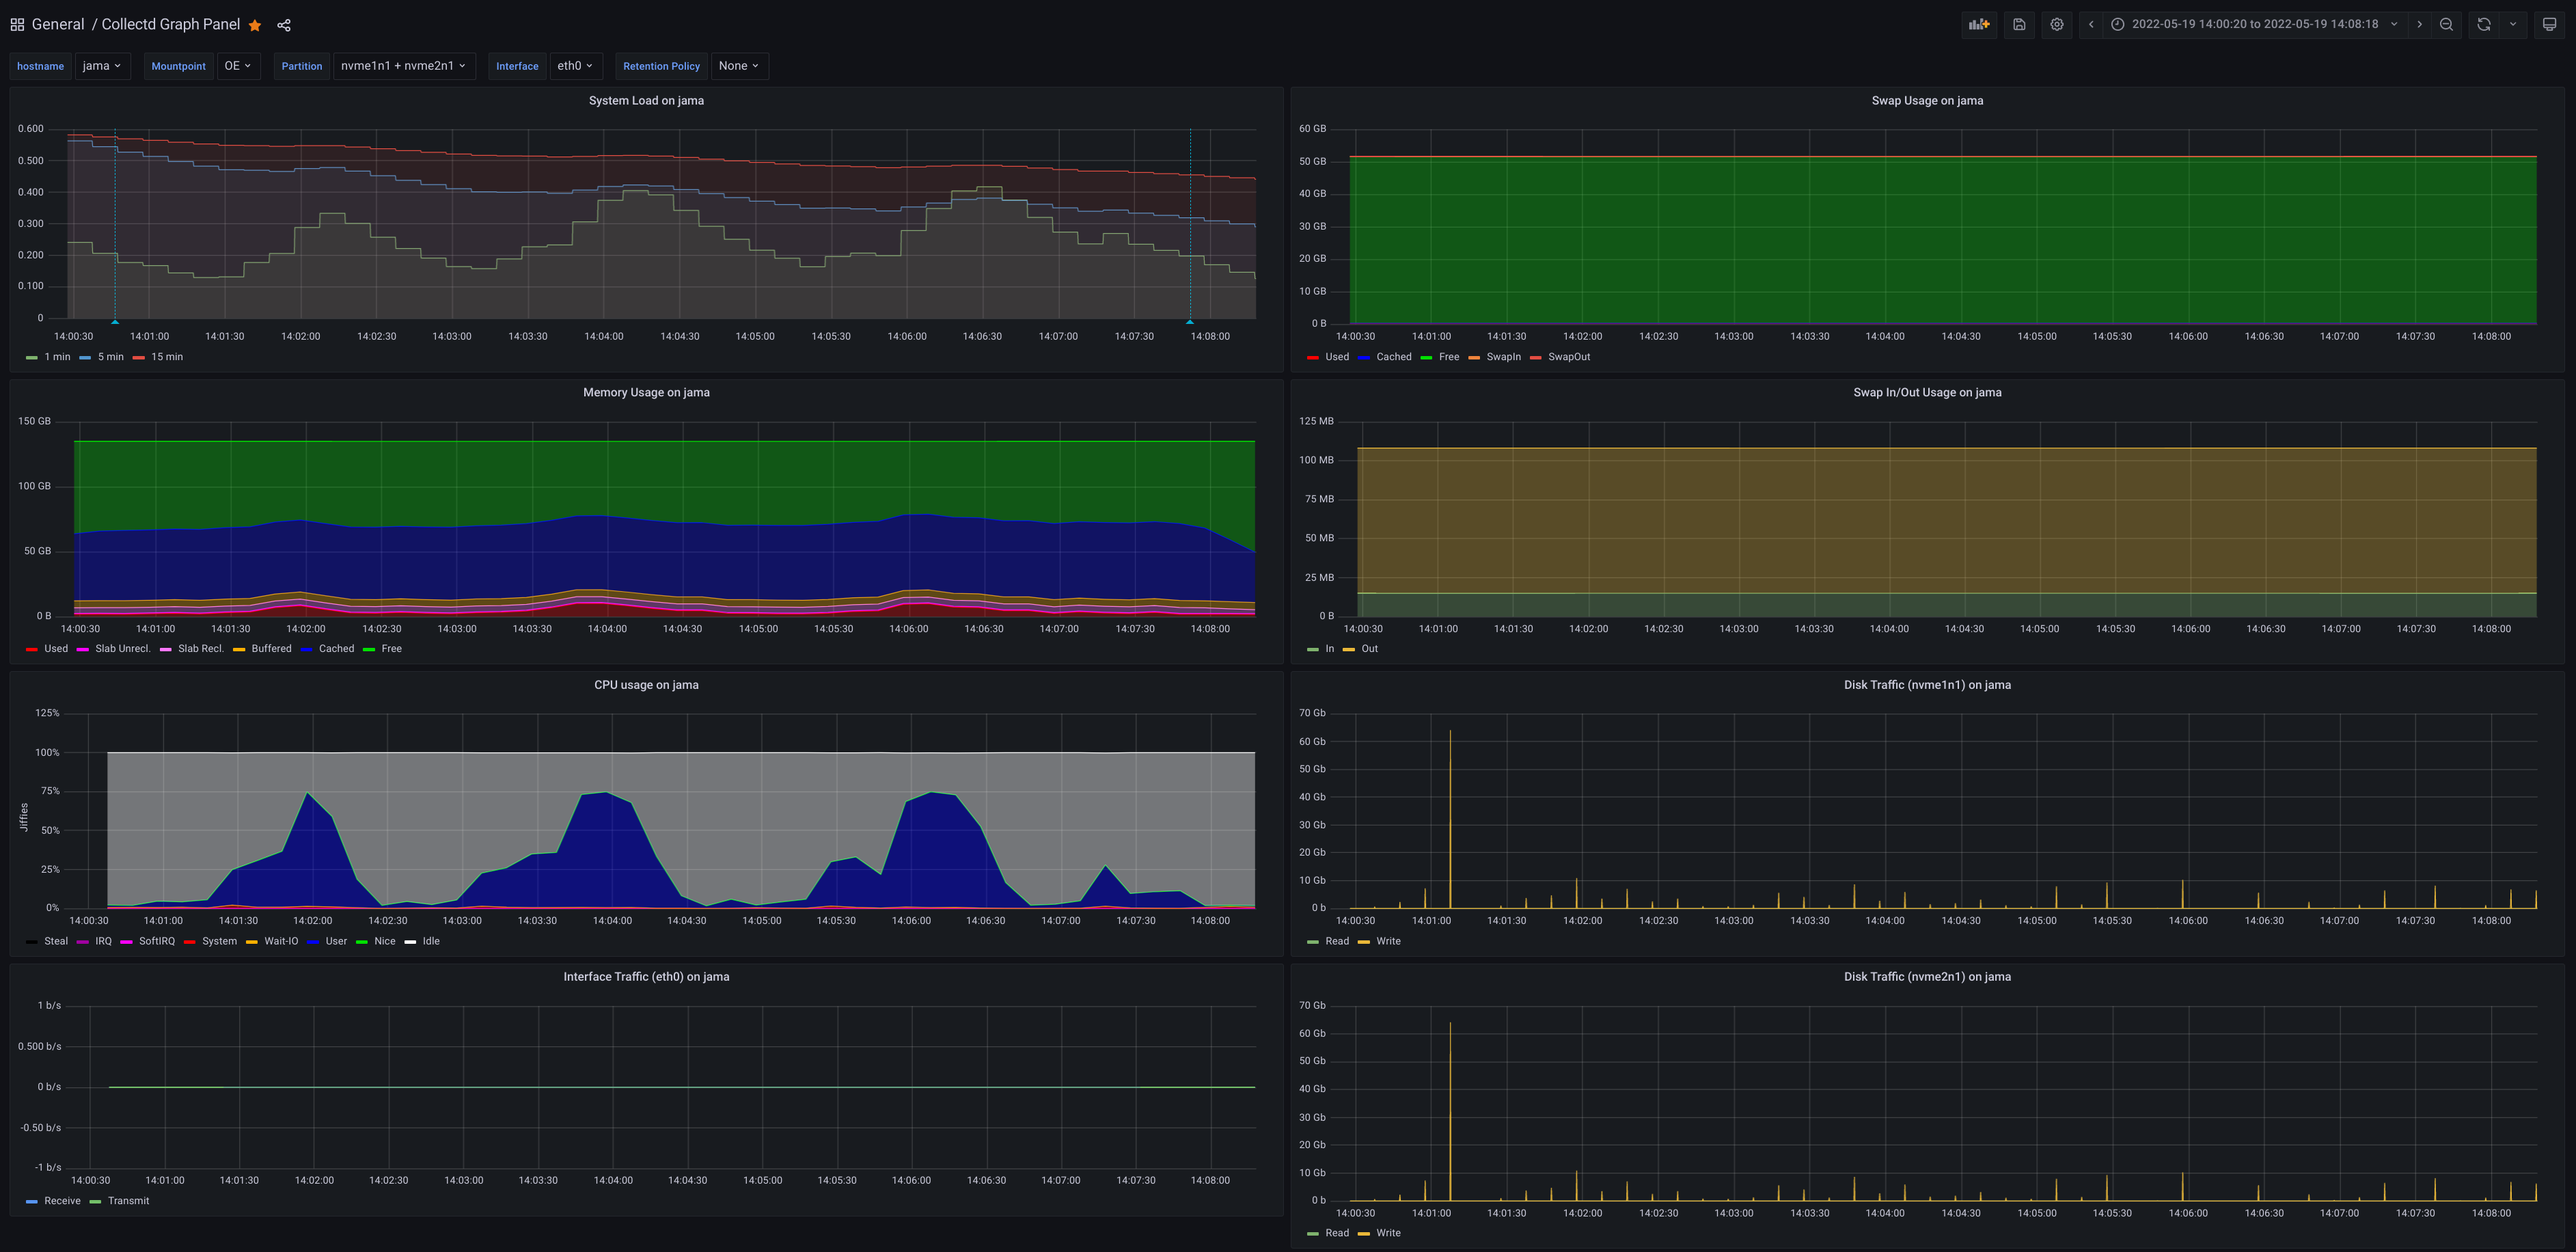 General / Collectd Graph Panel
2022-05-19 14:00:20 to 2022-05-19 14:08:18
hostname jama Mountpoint OE Partition nvme1n1 + nvme2n1 Interface eth0 Retention Policy None
System Load on jama
0.600
0.500
0.400
0.300
0.200
0.100
0
14:00:30 14:01:00 14:01:30 14:02:00 14:02:30 14:03:00 14:03:30 14:04:00 14:04:30 14:05:00 14:05:30 14:06:00 14:06:30 14:07:00 14:07:30 14:08:00
1 min 5 min 15 min
Swap Usage on jama
60 GB
50 GB
40 GB
30 GB
20 GB
10 GB
0 B
14:00:30 14:01:00 14:01:30 14:02:00 14:02:30 14:03:00 14:03:30 14:04:00 14:04:30 14:05:00 14:05:30 14:06:00 14:06:30 14:07:00 14:07:30 14:08:00
Used Cached Free SwapIn SwapOut
Memory Usage on jama
150 GB
100 GB
50 GB
0 B
14:00:30 14:01:00 14:01:30 14:02:00 14:02:30 14:03:00 14:03:30 14:04:00 14:04:30 14:05:00 14:05:30 14:06:00 14:06:30 14:07:00 14:07:30 14:08:00
Used Slab Unrecl. Slab Recl. Buffered Cached Free
Swap In/Out Usage on jama
125 MB
100 MB
75 MB
50 MB
25 MB
0 B
14:00:30 14:01:00 14:01:30 14:02:00 14:02:30 14:03:00 14:03:30 14:04:00 14:04:30 14:05:00 14:05:30 14:06:00 14:06:30 14:07:00 14:07:30 14:08:00
In Out
CPU usage on jama
Jiffies
125%
100%
75%
50%
25%
0%
14:00:30 14:01:00 14:01:30 14:02:00 14:02:30 14:03:00 14:03:30 14:04:00 14:04:30 14:05:00 14:05:30 14:06:00 14:06:30 14:07:00 14:07:30 14:08:00
Steal IRQ SoftIRQ System Wait-IO User Nice Idle
Disk Traffic (nvme1n1) on jama
70 Gb
60 Gb
50 Gb
40 Gb
30 Gb
20 Gb
10 Gb
0 b
14:00:30 14:01:00 14:01:30 14:02:00 14:02:30 14:03:00 14:03:30 14:04:00 14:04:30 14:05:00 14:05:30 14:06:00 14:06:30 14:07:00 14:07:30 14:08:00
Read Write
Interface Traffic (eth0) on jama
1 b/s
0.500 b/s
0 b/s
-0.50 b/s
-1 b/s
14:00:30 14:01:00 14:01:30 14:02:00 14:02:30 14:03:00 14:03:30 14:04:00 14:04:30 14:05:00 14:05:30 14:06:00 14:06:30 14:07:00 14:07:30 14:08:00
Receive Transmit
Disk Traffic (nvme2n1) on jama
70 Gb
60 Gb
50 Gb
40 Gb
30 Gb
20 Gb
10 Gb
0 b
14:00:30 14:01:00 14:01:30 14:02:00 14:02:30 14:03:00 14:03:30 14:04:00 14:04:30 14:05:00 14:05:30 14:06:00 14:06:30 14:07:00 14:07:30 14:08:00
Read Write